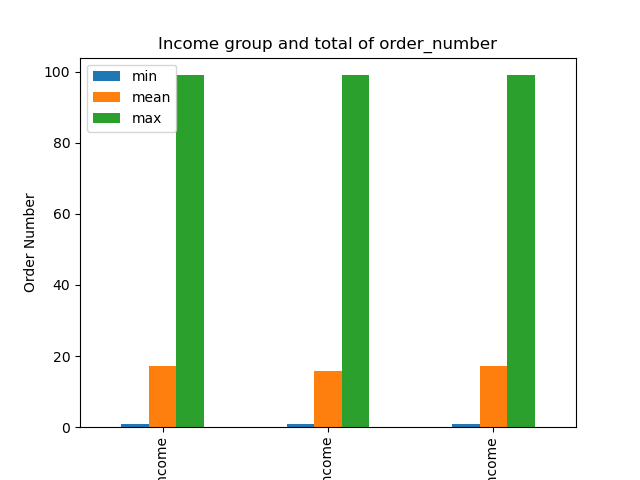 Income group and total of order_number
min
mean
max
Order Number
100
80
60
40
20
0
ncome
ncome
ncome